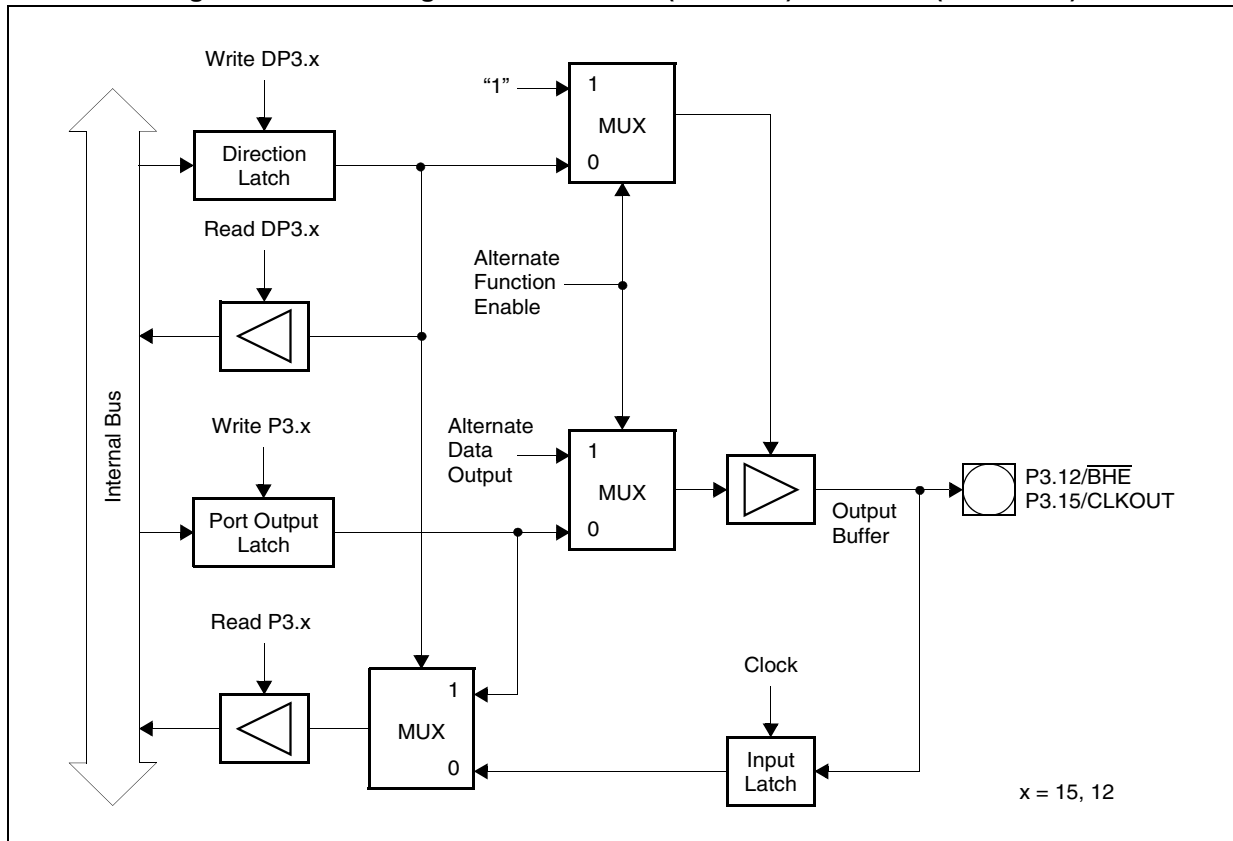 Write DP3.x
"1"
1
MUX
0
Direction
Latch
Read DP3.x
Alternate
Function
Enable
Internal Bus
Write P3.x
Alternate
Data
Output
1
MUX
0
Port Output
Latch
Output
Buffer
P3.12/BHE
P3.15/CLKOUT
Read P3.x
1
MUX
0
Clock
Input
Latch
x = 15, 12